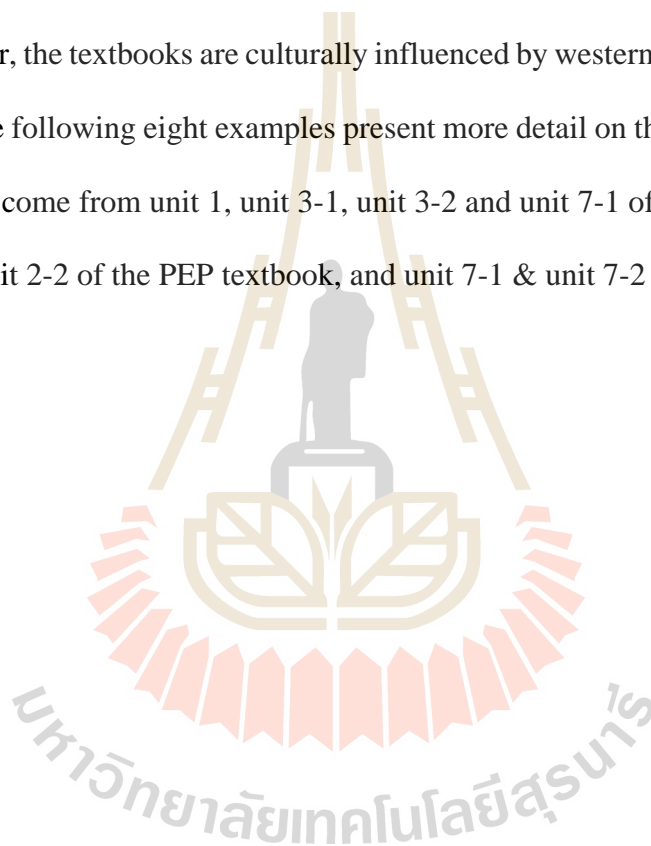 r, the textbooks are culturally influenced by western
e following eight examples present more detail on th
come from unit 1, unit 3-1, unit 3-2 and unit 7-1 of
it 2-2 of the PEP textbook, and unit 7-1 & unit 7-2
มหาวิทยาลัยเทคโนโลยีสุรนารี